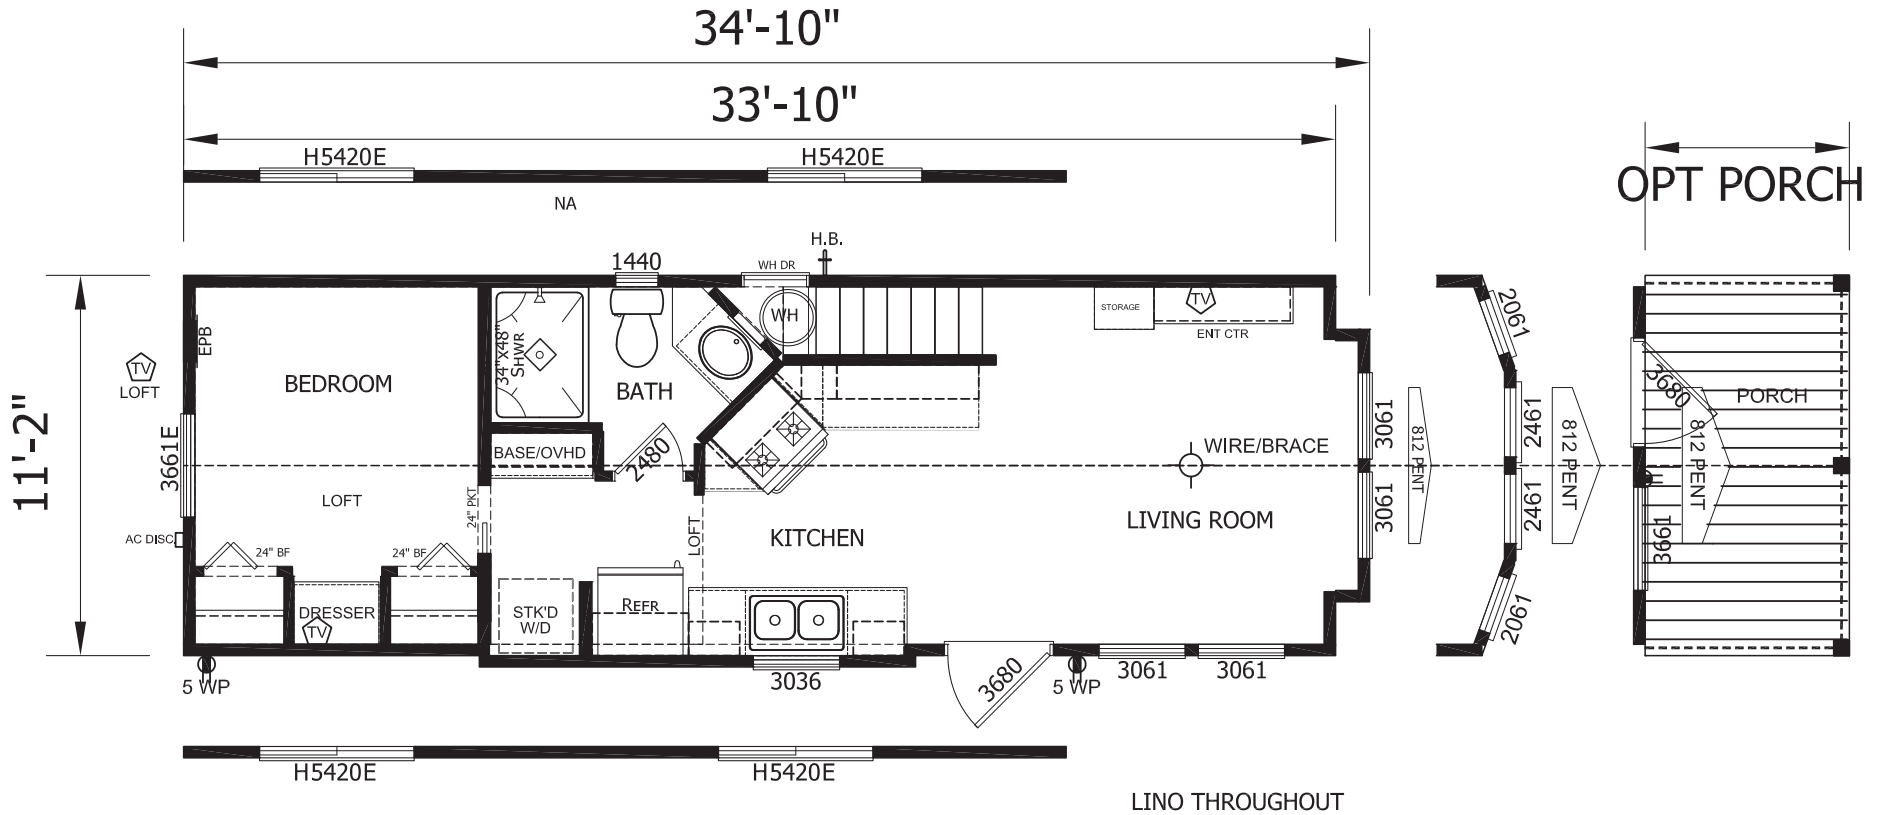 34'-10"
33'-10"
H5420E
H5420E
NA
OPT PORCH
11'-2"
1440
WH DR
H.B.
TV
LOFT
EPB
BEDROOM
34"x48"
SHWR
BATH
WH
STORAGE
TV
ENT CTR
2061
3680
PORCH
3661E
BASE/OVHD
2480
WIRE/BRACE
3061
812 PENT
2461
812 PENT
812 PENT
LOFT
24" PKT
LOFT
KITCHEN
LIVING ROOM
3061
2461
3661
AC DISC.
24" BF
24" BF
DRESSER
TV
STK'D
W/D
REFR
2061
5 WP
3036
3680
5 WP
3061
3061
H5420E
H5420E
LINO THROUGHOUT